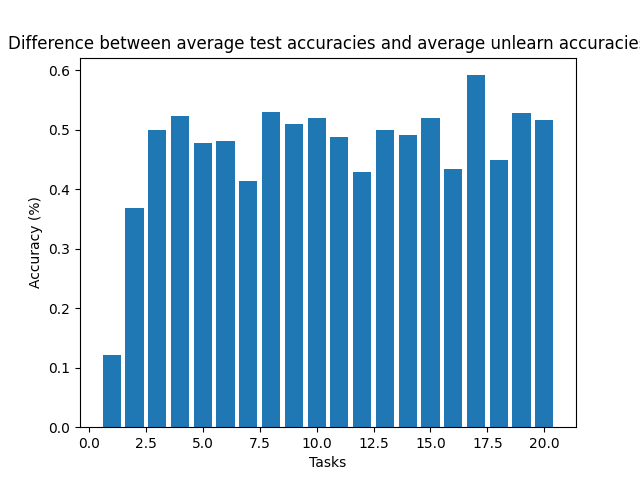 Difference between average test accuracies and average unlearn accuracies
0.6
0.5
0.4
0.3
0.2
0.1
0.0
Accuracy (%)
0.0 2.5 5.0 7.5 10.0 12.5 15.0 17.5 20.0
Tasks